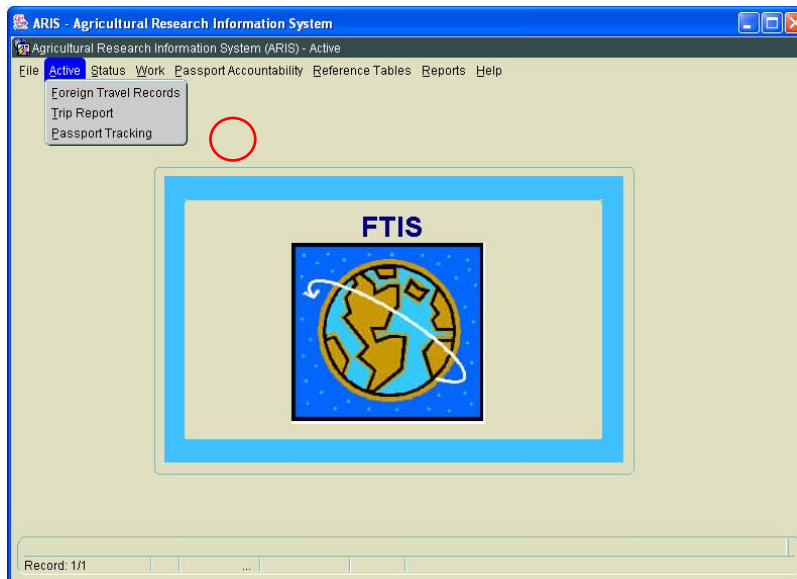 ARIS - Agricultural Research Information System
Agricultural Research Information System (ARIS) - Active
File Active Status Work Passport Accountability Reference Tables Reports Help
Foreign Travel Records
Trip Report
Passport Tracking
FTIS
Record: 1/1 ...